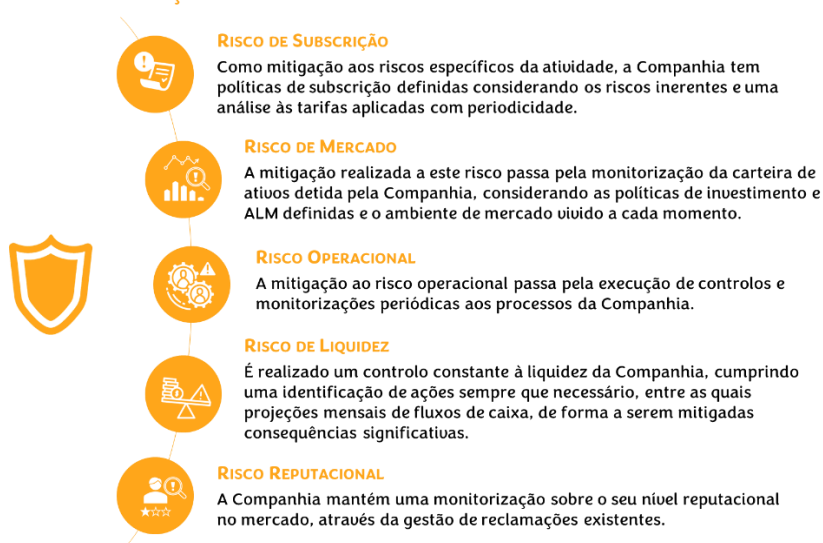 Risco de Subscrição
Como mitigação aos riscos específicos da atividade, a Companhia tem
políticas de subscrição definidas considerando os riscos inerentes e uma
análise às tarifas aplicadas com periodicidade.
Risco de Mercado
A mitigação realizada a este risco passa pela monitorização da carteira de
ativos detida pela Companhia, considerando as políticas de investimento e
ALM definidas e o ambiente de mercado vivido a cada momento.
Risco Operacional
A mitigação ao risco operacional passa pela execução de controlos e
monitorizações periódicas aos processos da Companhia.
Risco de Liquidez
É realizado um controlo constante à liquidez da Companhia, cumprindo
uma identificação de ações sempre que necessário, entre as quais
projeções mensais de fluxos de caixa, de forma a serem mitigadas
consequências significativas.
Risco Reputacional
A Companhia mantém uma monitorização sobre o seu nível reputacional
no mercado, através da gestão de reclamações existentes.